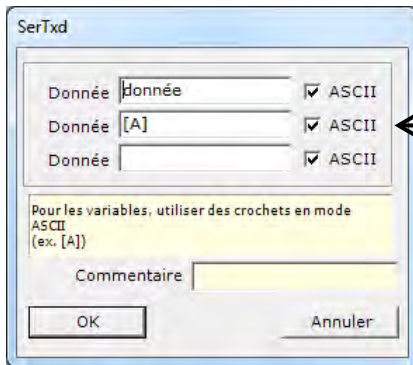 SerTxd
Donnée donnée ASCII
Donnée [A] ASCII
Donnée ASCII
Pour les variables, utiliser des crochets en mode
ASCII
(ex. [A])
Commentaire
OK Annuler